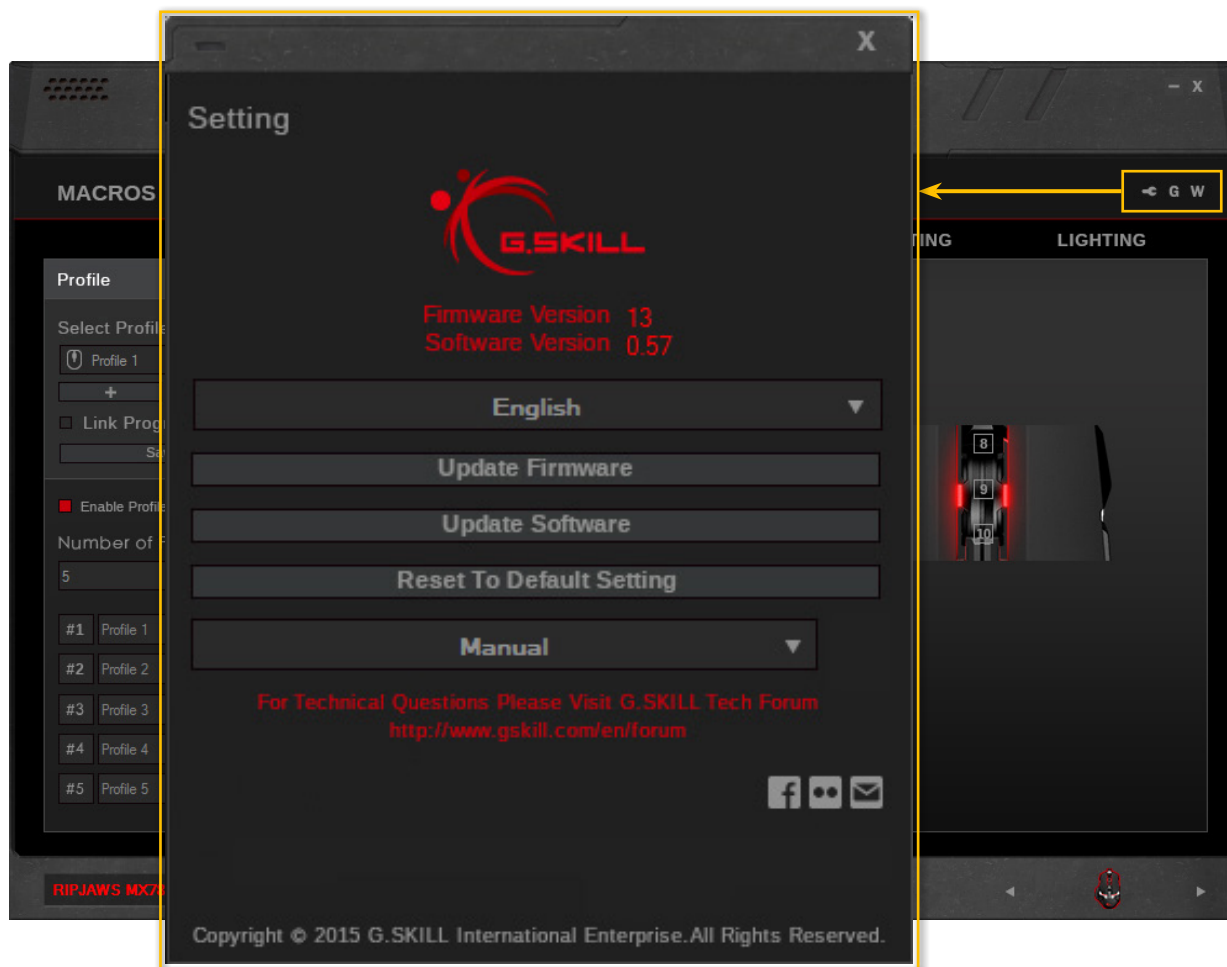 X
Setting
G.SKILL
Firmware Version 13
Software Version 0.57
English
Update Firmware
Update Software
Reset To Default Setting
Manual
For Technical Questions Please Visit G.SKILL Tech Forum
http://www.gskill.com/en/forum
Copyright © 2015 G.SKILL International Enterprise.All Rights Reserved.
– X
MACROS
G W
TING
LIGHTING
Profile
Select Profile
Profile 1
+
Link Prog
Sa
Enable Profile
Number of P
5
#1 Profile 1
#2 Profile 2
#3 Profile 3
#4 Profile 4
#5 Profile 5
8
9
10
RIPJAWS MX78